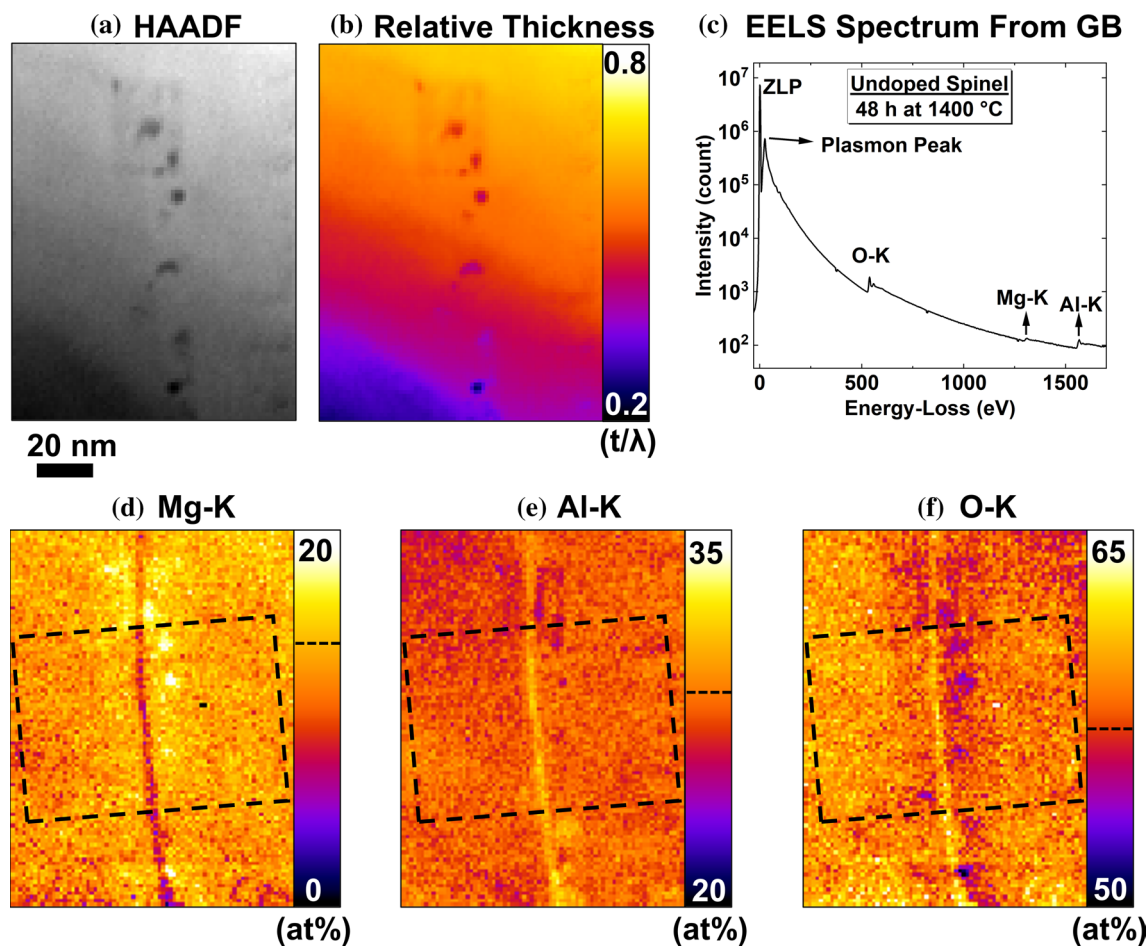 (a) HAADF
(b) Relative Thickness
(c) EELS Spectrum From GB
0.8
0.2
(t/λ)
20 nm
Undoped Spinel
48 h at 1400 °C
ZLP
Plasmon Peak
O-K
Mg-K
Al-K
10⁷
10⁶
10⁵
10⁴
10³
10²
Intensity (count)
0
500
1000
1500
Energy-Loss (eV)
(d) Mg-K
(e) Al-K
(f) O-K
20
0
(at%)
35
20
(at%)
65
50
(at%)